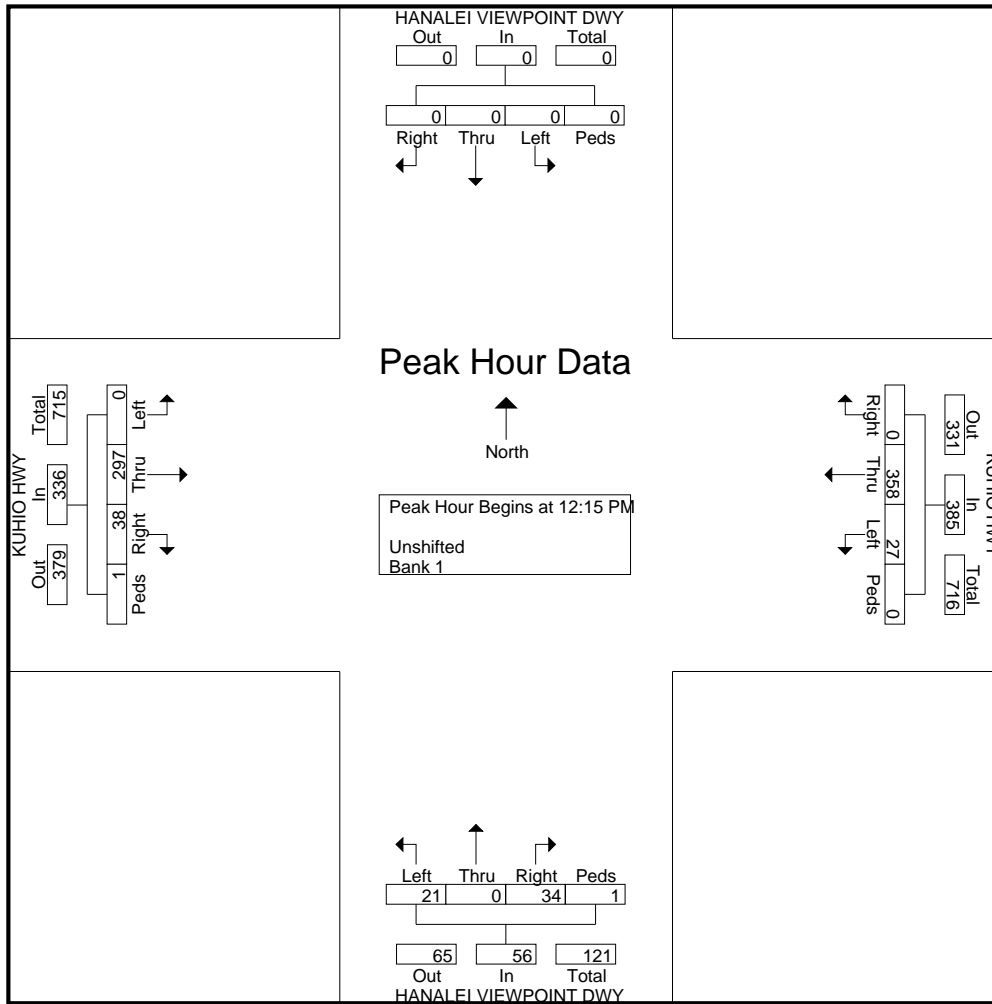 HANALEI VIEWPOINT DWY
Out In Total
0 0 0
0 0 0 0
Right Thru Left Peds
Peak Hour Data
North
Peak Hour Begins at 12:15 PM
Unshifted
Bank 1
KUHIO HWY
Total In Out
715 336 379
0 297 38 1
Left Thru Right Peds
Right Thru Left Peds
0 358 27 0
Out In Total
331 385 716
KUHIO HWY
Left Thru Right Peds
21 0 34 1
65 56 121
Out In Total
HANALEI VIEWPOINT DWY